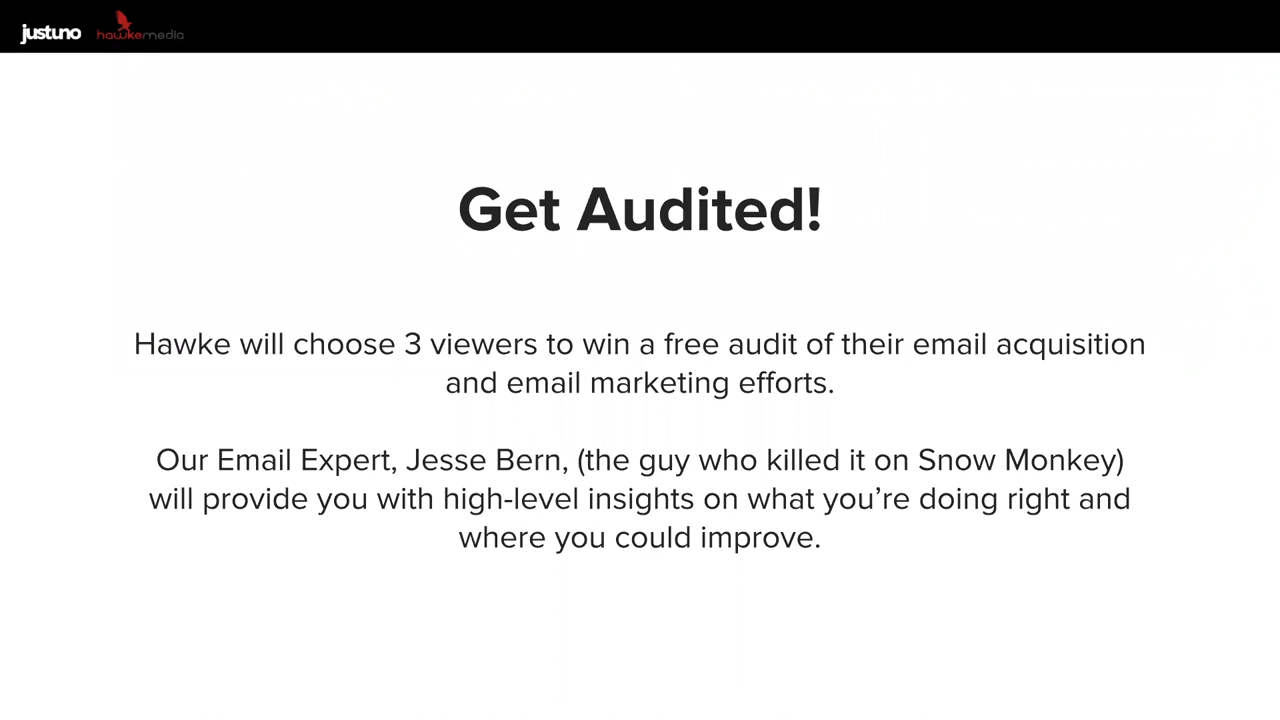 justuno hawkemedia
Get Audited!
Hawke will choose 3 viewers to win a free audit of their email acquisition
and email marketing efforts.
Our Email Expert, Jesse Bern, (the guy who killed it on Snow Monkey)
will provide you with high-level insights on what you’re doing right and
where you could improve.